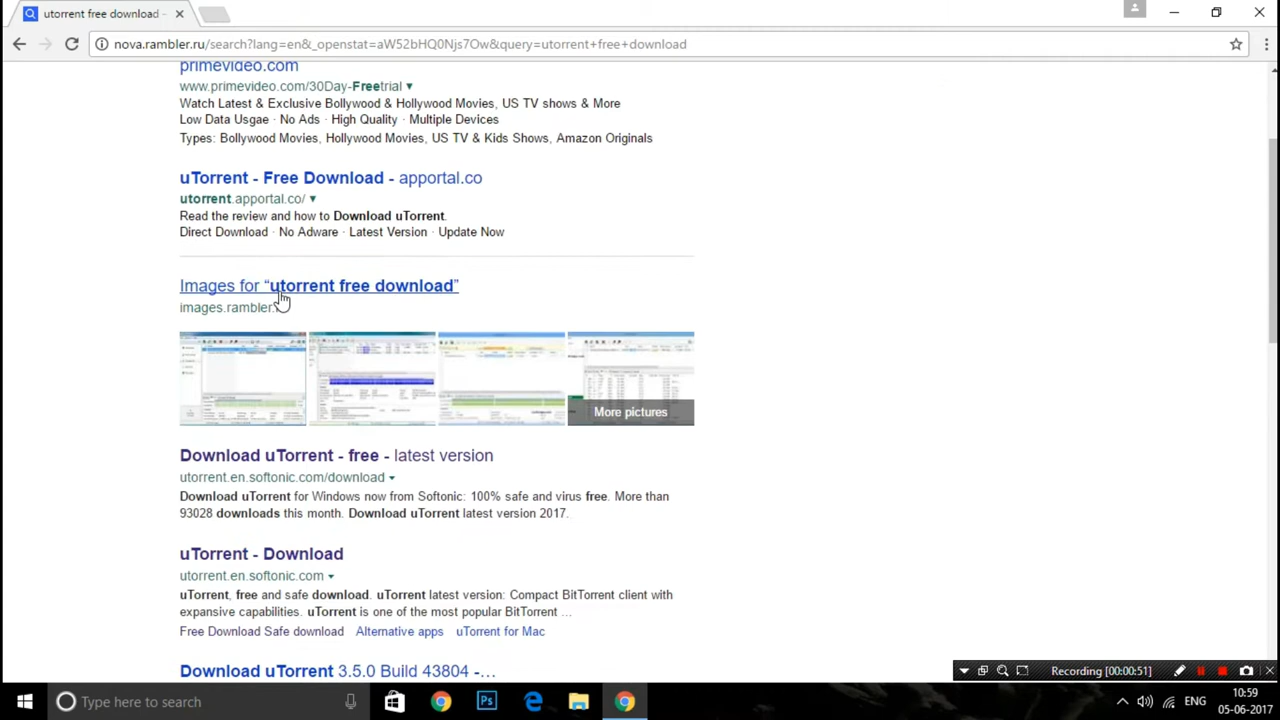 utorrent free download -
nova.rambler.ru/search?lang=en&_openstat=aW52bHQ0Njs7Ow&query=utorrent+free+download
primevideo.com
www.primevideo.com/30Day-Freetrial
Watch Latest & Exclusive Bollywood & Hollywood Movies, US TV shows & More
Low Data Usgae · No Ads · High Quality · Multiple Devices
Types: Bollywood Movies, Hollywood Movies, US TV & Kids Shows, Amazon Originals
uTorrent - Free Download - apportal.co
utorrent.apportal.co/
Read the review and how to Download uTorrent.
Direct Download · No Adware · Latest Version · Update Now
Images for “utorrent free download”
images.rambler.
More pictures
Download uTorrent - free - latest version
utorrent.en.softonic.com/download
Download uTorrent for Windows now from Softonic: 100% safe and virus free. More than
93028 downloads this month. Download uTorrent latest version 2017.
uTorrent - Download
utorrent.en.softonic.com
uTorrent, free and safe download. uTorrent latest version: Compact BitTorrent client with
expansive capabilities. uTorrent is one of the most popular BitTorrent ...
Free Download Safe download Alternative apps uTorrent for Mac
Download uTorrent 3.5.0 Build 43804 -...
Recording [00:00:51]
Type here to search
ENG
10:59
05-06-2017